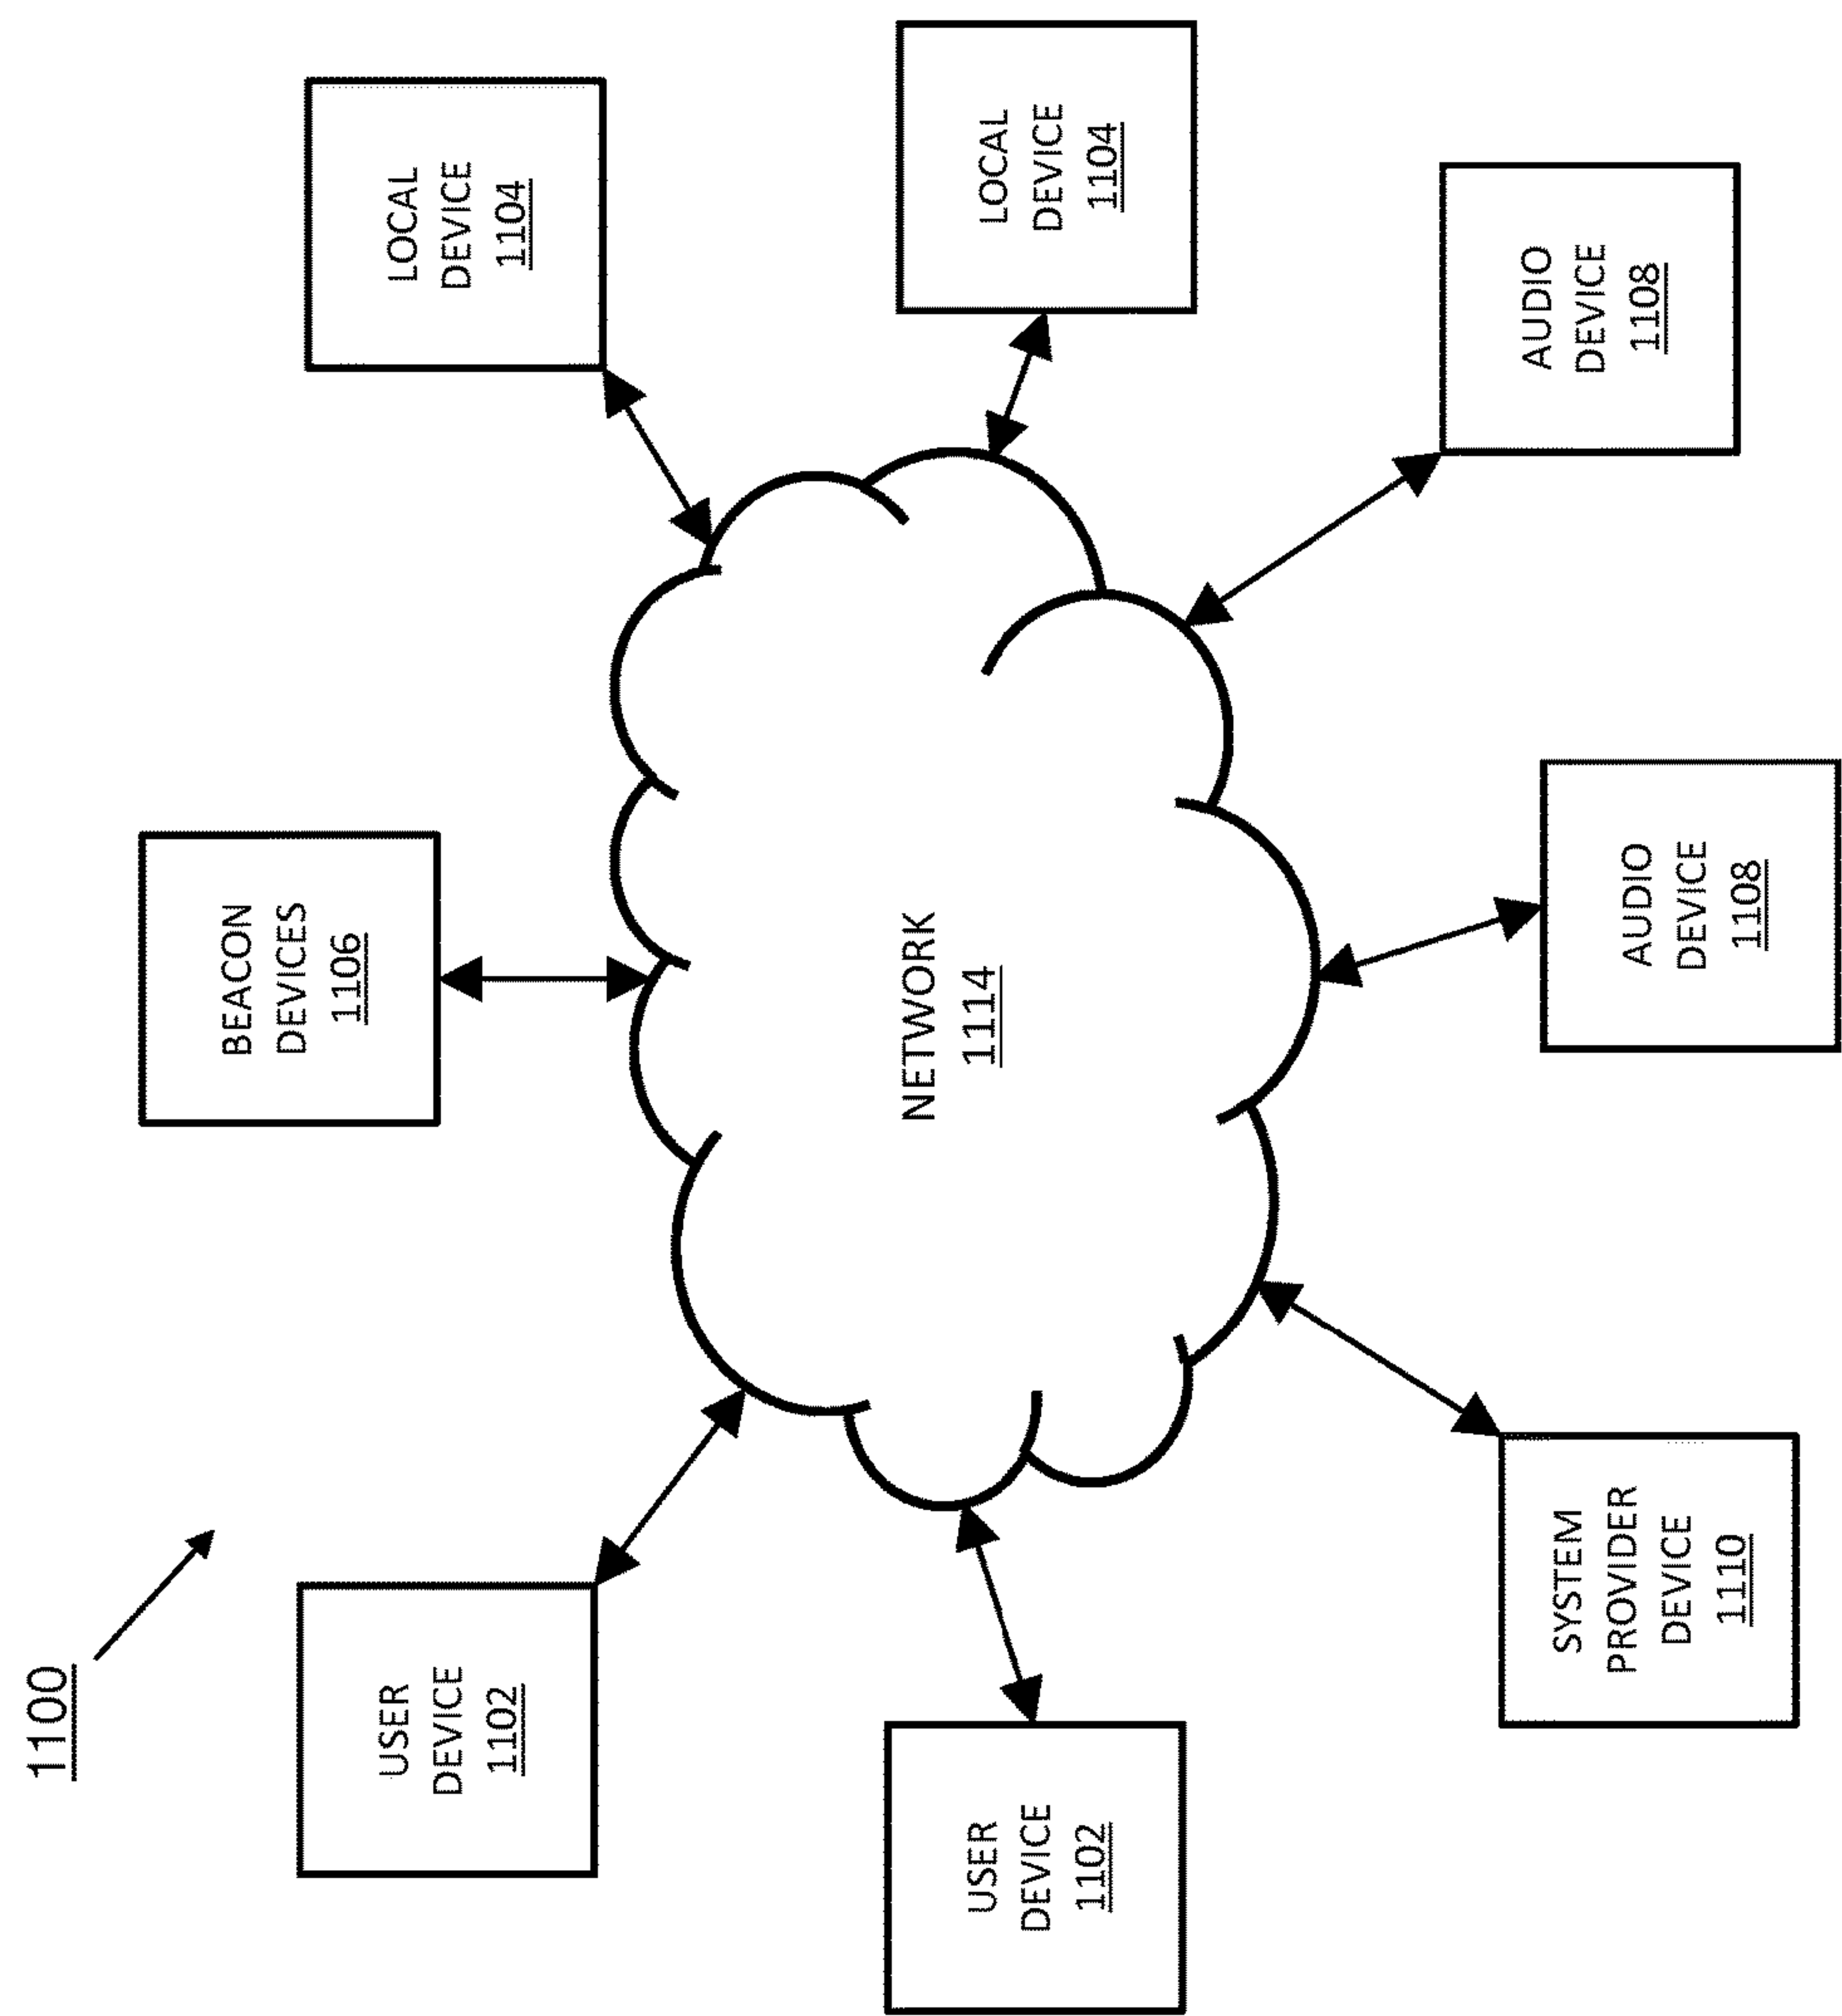 1100
USER
DEVICE
1102
BEACON
DEVICES
1106
LOCAL
DEVICE
1104
USER
DEVICE
1102
NETWORK
1114
LOCAL
DEVICE
1104
SYSTEM
PROVIDER
DEVICE
1110
AUDIO
DEVICE
1108
AUDIO
DEVICE
1108